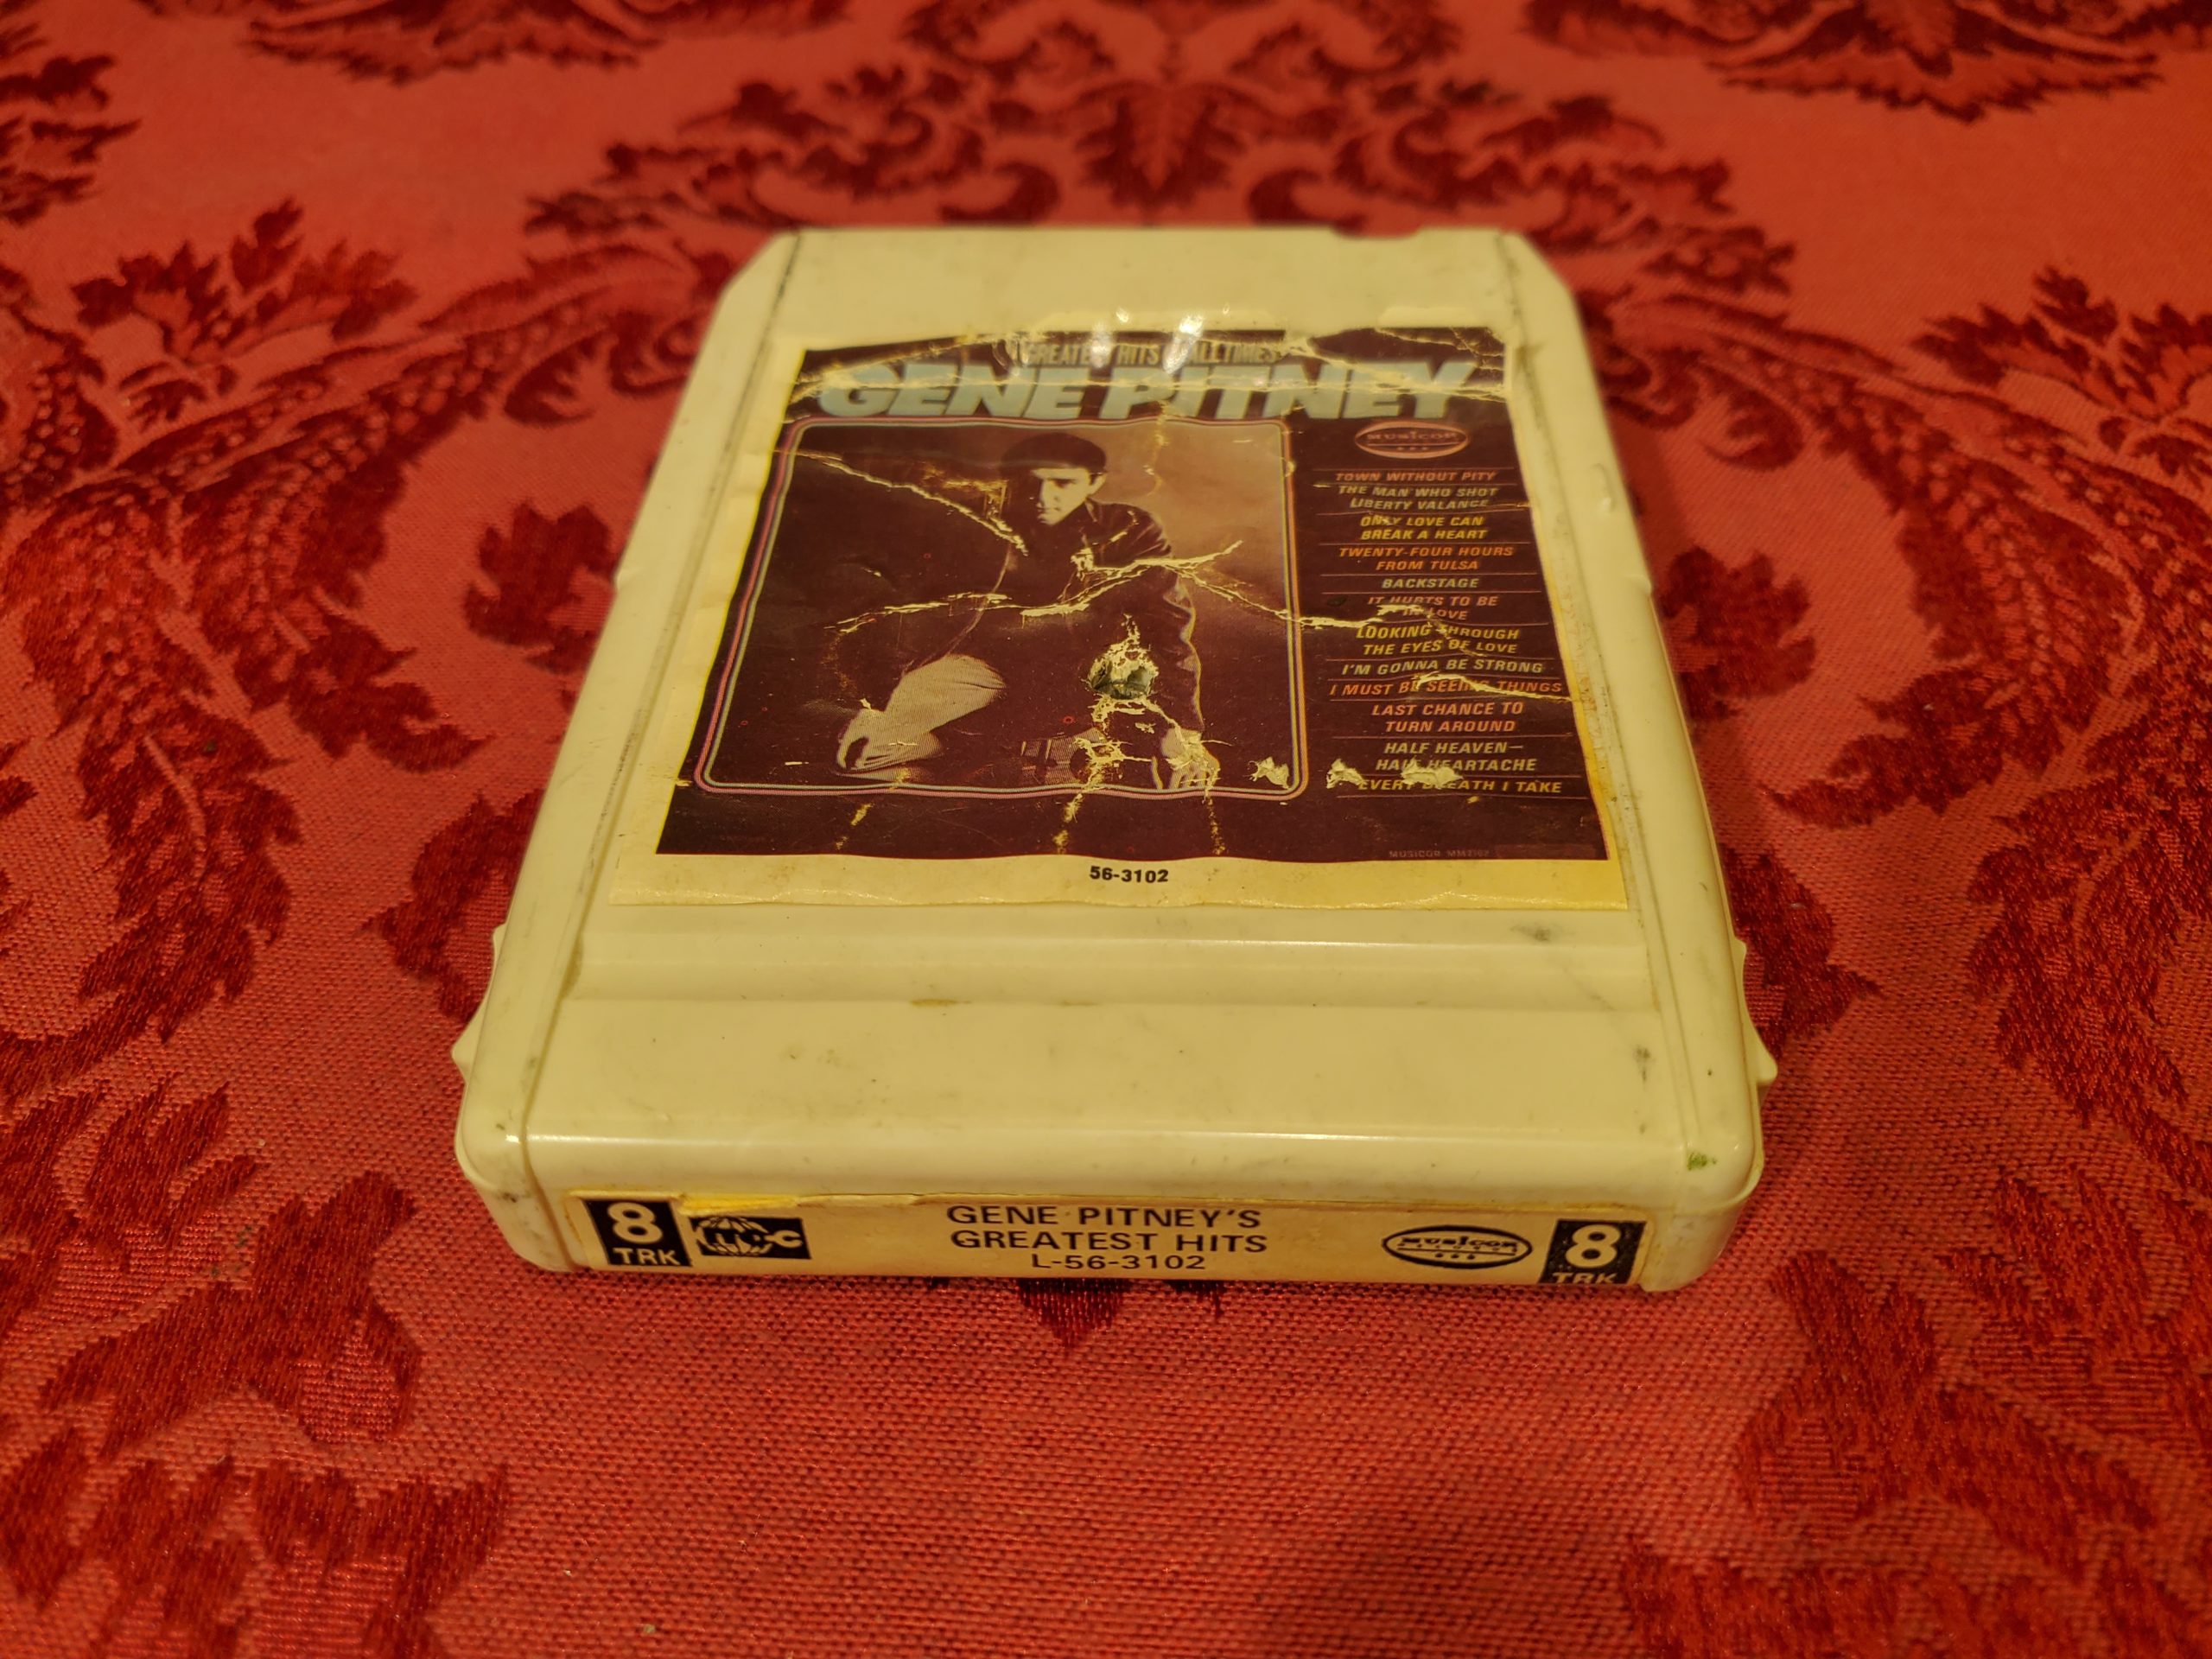 GREATEST HITS ALL TIMES
GENE PITNEY
MUSICOR
TOWN WITHOUT PITY
THE MAN WHO SHOT
LIBERTY VALANCE
ONLY LOVE CAN
BREAK A HEART
TWENTY-FOUR HOURS
FROM TULSA
BACKSTAGE
IT HURTS TO BE
IN LOVE
LOOKING THROUGH
THE EYES OF LOVE
I'M GONNA BE STRONG
I MUST BE SEEING THINGS
LAST CHANCE TO
TURN AROUND
HALF HEAVEN—
HALF HEARTACHE
EVERY BREATH I TAKE
MUSICOR
56-3102
8
TRK
GENE PITNEY'S
GREATEST HITS
L-56-3102
MUSICOR
RECORDS
8
TRK